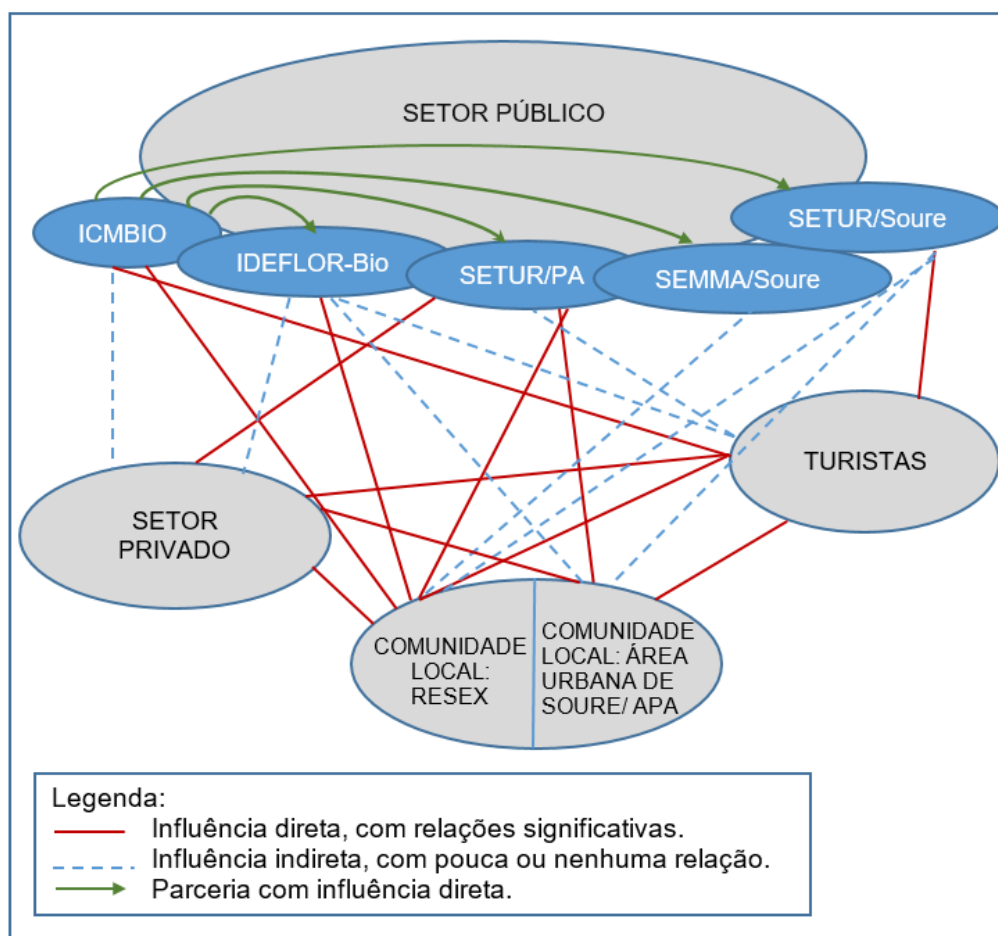 SETOR PÚBLICO
ICMBIO
IDEFLOR-Bio
SETUR/PA
SEMMA/Soure
SETUR/Soure
TURISTAS
SETOR
PRIVADO
COMUNIDADE
LOCAL:
RESEX
COMUNIDADE
LOCAL: ÁREA
URBANA DE
SOURE/ APA
Legenda:
Influência direta, com relações significativas.
Influência indireta, com pouca ou nenhuma relação.
Parceria com influência direta.